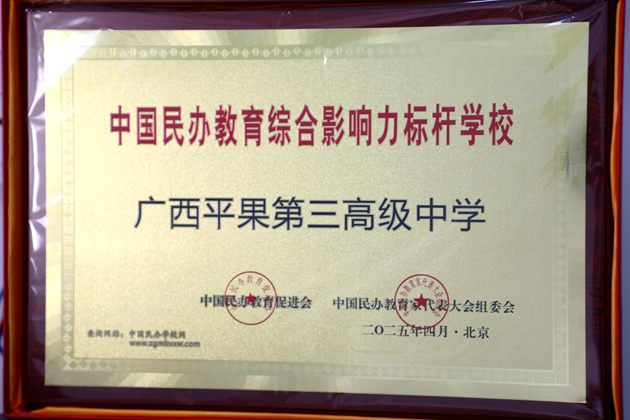 中国民办教育综合影响力标杆学校
广西平果第三高级中学
中国民办教育促进会 中国民办教育家代表大会组委会
二〇二五年四月·北京
查询网站：中国民办学校网
www.zgmbxxw.com